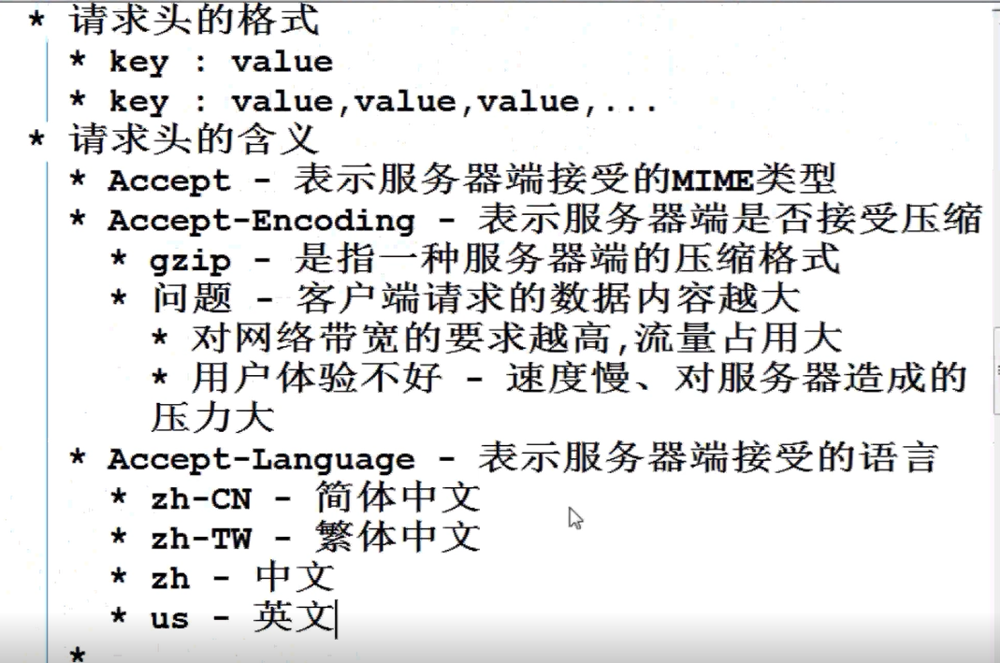 * 请求头的格式
* key : value
* key : value,value,value,...
* 请求头的含义
* Accept - 表示服务器端接受的MIME类型
* Accept-Encoding - 表示服务器端是否接受压缩
* gzip - 是指一种服务器端的压缩格式
* 问题 - 客户端请求的数据内容越大
* 对网络带宽的要求越高,流量占用大
* 用户体验不好 - 速度慢、对服务器造成的
压力大
* Accept-Language - 表示服务器端接受的语言
* zh-CN - 简体中文
* zh-TW - 繁体中文
* zh - 中文
* us - 英文
*